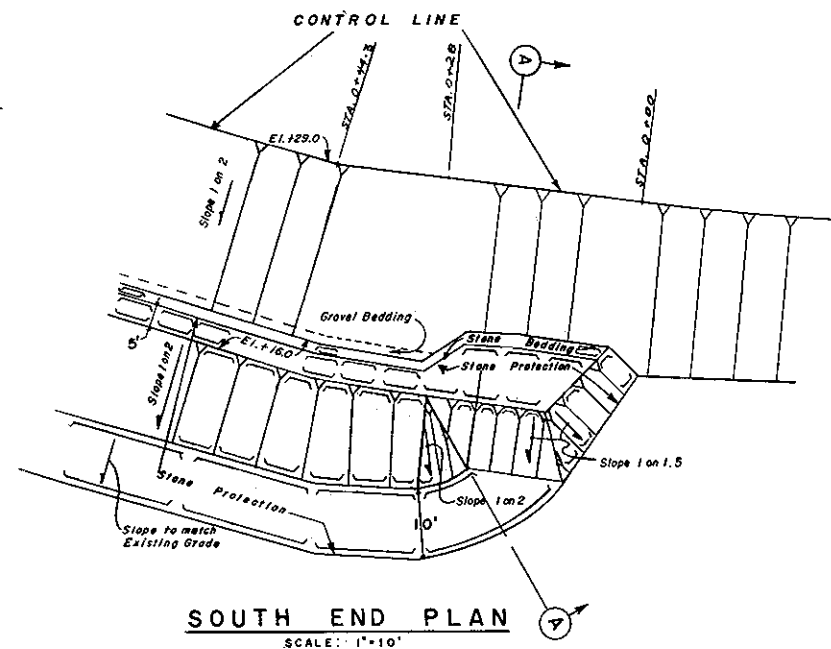 CONTROL LINE
STA. 0+44.3
STA. 0+28
A
STA. 0+00
El.+29.0
Slope 1 on 2
Gravel Bedding
Stone Bedding
Stone Protection
5'
El.+16.0
Slope 1 on 2
Slope 1 on 1.5
Stone Protection
Slope 1 on 2
10'
Slope to match
Existing Grade
A
SOUTH END PLAN
SCALE: 1"=10'